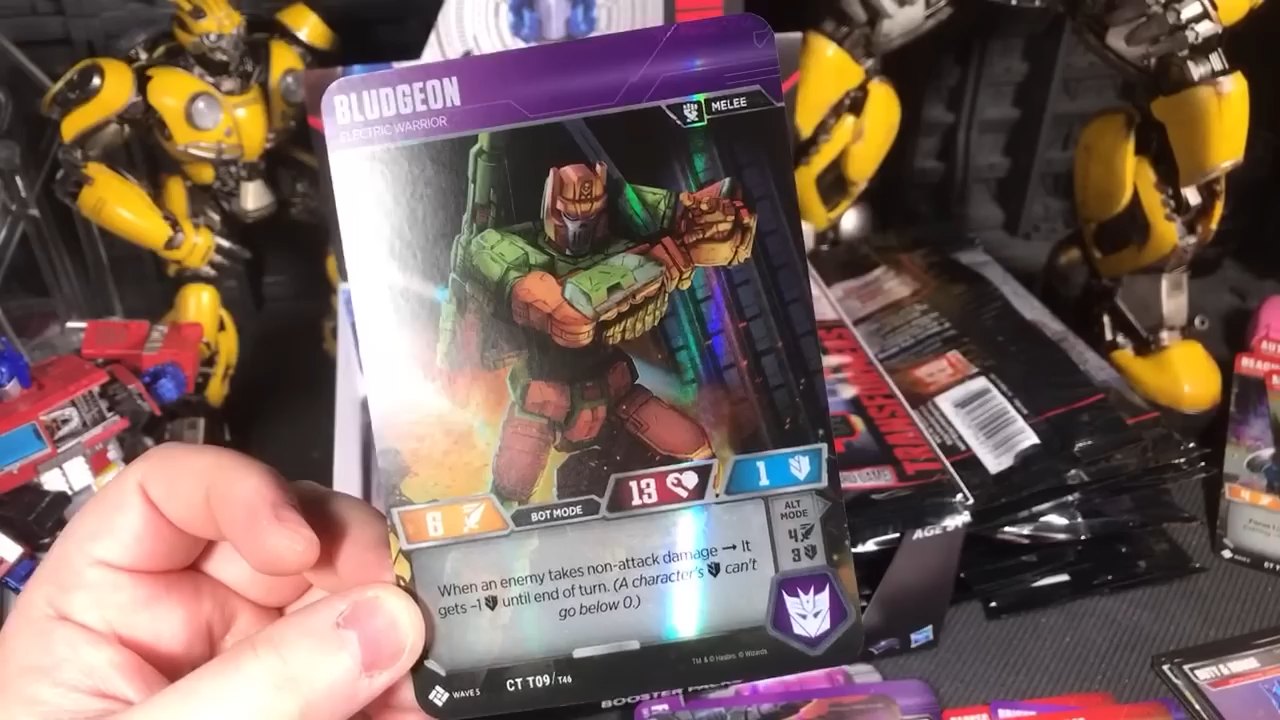 BLUDGEON
ELECTRIC WARRIOR
MELEE
6
BOT MODE
13
1
ALT
MODE
4
3
When an enemy takes non-attack damage → It
gets -1 until end of turn. (A character's can't
go below 0.)
TM & © Hasbro. © Wizards
WAVE 5
CT T09/T46
TRANSFORMERS
AGE
BOOSTER